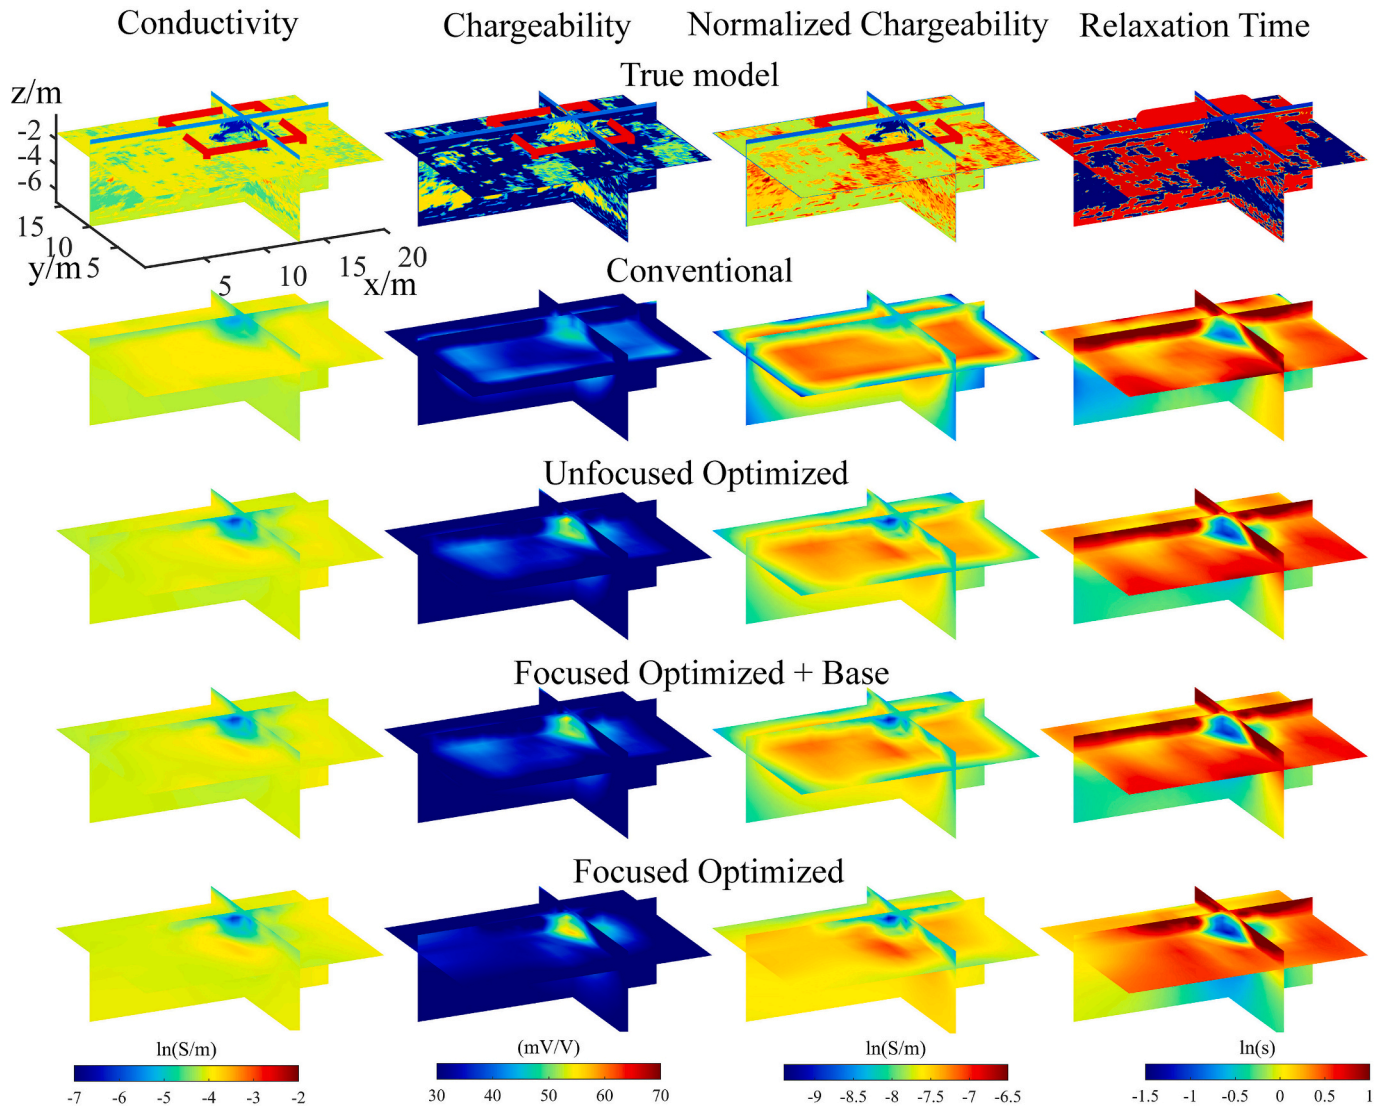 Conductivity Chargeability Normalized Chargeability Relaxation Time
True model
z/m
-2
-4
-6
15
10
5
y/m
5
10
15
20
x/m
Conventional
Unfocused Optimized
Focused Optimized + Base
Focused Optimized
ln(S/m) (mV/V) ln(S/m) ln(s)
-7 -6 -5 -4 -3 -2 30 40 50 60 70 -9 -8.5 -8 -7.5 -7 -6.5 -1.5 -1 -0.5 0 0.5 1